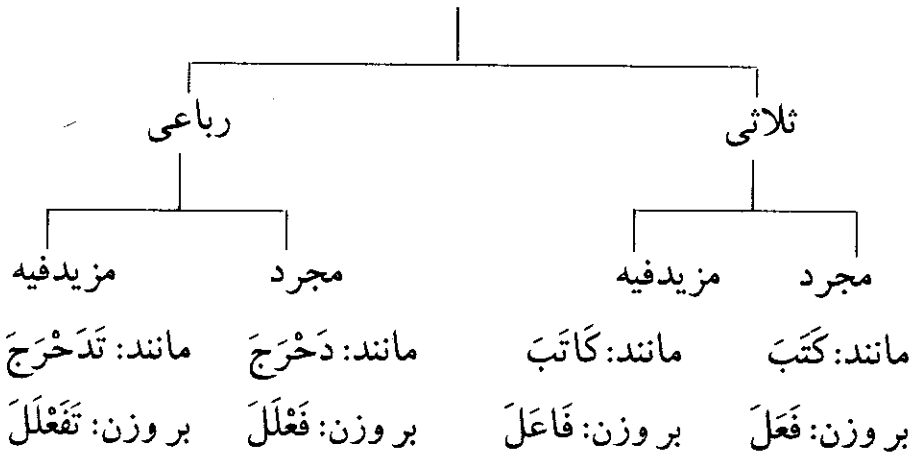 ثلاثی رباعی
مجرد مزیدفیه مجرد مزیدفیه
مانند: کَتَبَ مانند: کَاتَبَ مانند: دَحْرَجَ مانند: تَدَحْرَجَ
بر وزن: فَعَلَ بر وزن: فَاعَلَ بر وزن: فَعْلَلَ بر وزن: تَفَعْلَلَ